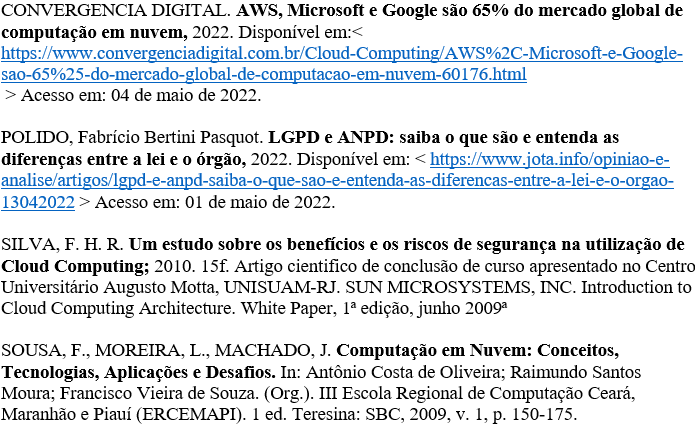 CONVERGENCIA DIGITAL. AWS, Microsoft e Google são 65% do mercado global de
computação em nuvem, 2022. Disponível em:<
https://www.convergenciadigital.com.br/Cloud-Computing/AWS%2C-Microsoft-e-Google-
sao-65%25-do-mercado-global-de-computacao-em-nuvem-60176.html
> Acesso em: 04 de maio de 2022.
POLIDO, Fabrício Bertini Pasquot. LGPD e ANPD: saiba o que são e entenda as
diferenças entre a lei e o órgão, 2022. Disponível em: < https://www.jota.info/opiniao-e-
analise/artigos/lgpd-e-anpd-saiba-o-que-sao-e-entenda-as-diferencas-entre-a-lei-e-o-orgao-
13042022 > Acesso em: 01 de maio de 2022.
SILVA, F. H. R. Um estudo sobre os benefícios e os riscos de segurança na utilização de
Cloud Computing; 2010. 15f. Artigo cientifico de conclusão de curso apresentado no Centro
Universitário Augusto Motta, UNISUAM-RJ. SUN MICROSYSTEMS, INC. Introduction to
Cloud Computing Architecture. White Paper, 1ª edição, junho 2009ª
SOUSA, F., MOREIRA, L., MACHADO, J. Computação em Nuvem: Conceitos,
Tecnologias, Aplicações e Desafios. In: Antônio Costa de Oliveira; Raimundo Santos
Moura; Francisco Vieira de Souza. (Org.). III Escola Regional de Computação Ceará,
Maranhão e Piauí (ERCEMAPI). 1 ed. Teresina: SBC, 2009, v. 1, p. 150-175.